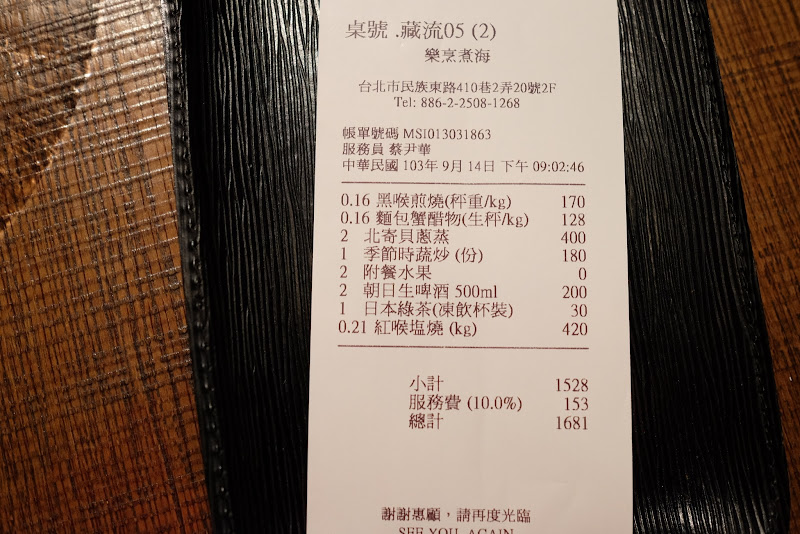 桌號 .藏流05 (2)
樂烹煮海
台北市民族東路410巷2弄20號2F
Tel: 886-2-2508-1268
帳單號碼 MSI013031863
服務員 蔡尹華
中華民國 103年 9月 14日 下午 09:02:46
0.16 黑喉煎燒(秤重/kg) 170
0.16 麵包蟹醋物(生秤/kg) 128
2 北寄貝蔥蒸 400
1 季節時蔬炒 (份) 180
2 附餐水果 0
2 朝日生啤酒 500ml 200
1 日本綠茶(凍飲杯裝) 30
0.21 紅喉塩燒 (kg) 420
小計 1528
服務費 (10.0%) 153
總計 1681
謝謝惠顧，請再度光臨
SEE YOU AGAIN